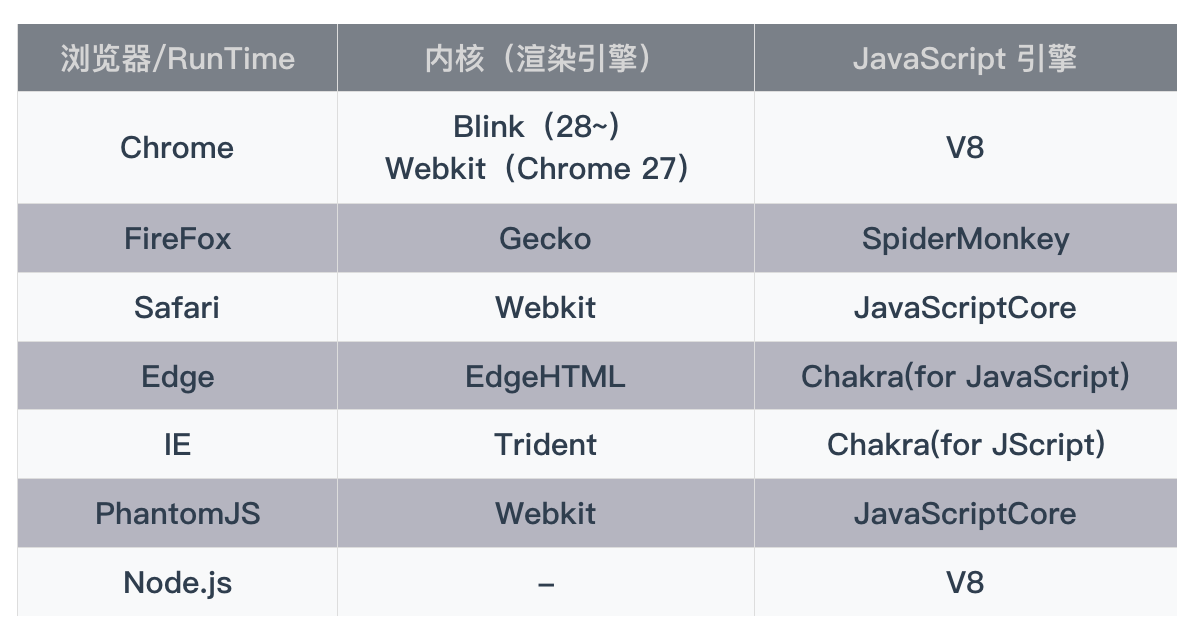 浏览器/RunTime 内核（渲染引擎） JavaScript 引擎
Chrome Blink（28~) V8
Webkit（Chrome 27）
FireFox Gecko SpiderMonkey
Safari Webkit JavaScriptCore
Edge EdgeHTML Chakra(for JavaScript)
IE Trident Chakra(for JScript)
PhantomJS Webkit JavaScriptCore
Node.js – V8